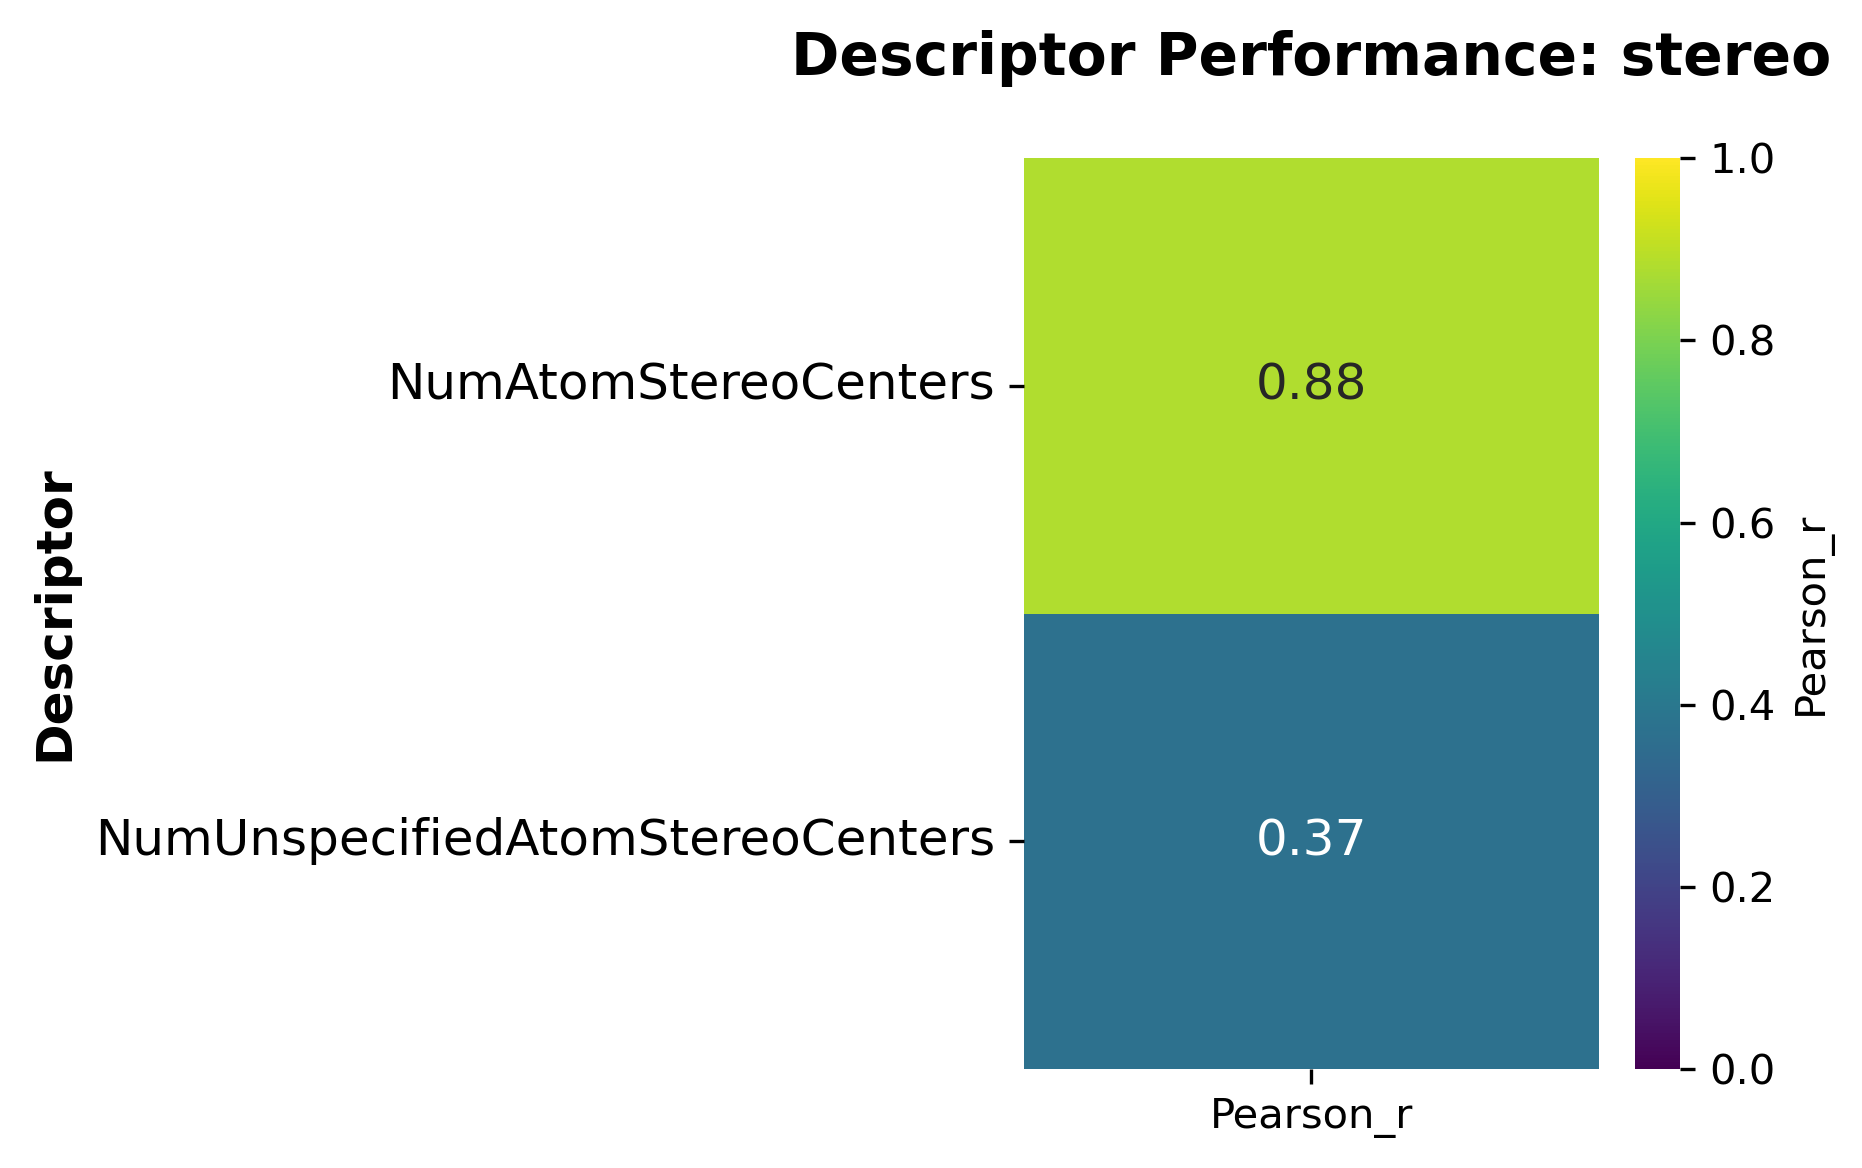 Descriptor Performance: stereo
Descriptor
NumAtomStereoCenters
0.88
NumUnspecifiedAtomStereoCenters
0.37
Pearson_r
1.0
0.8
0.6
0.4
0.2
0.0
Pearson_r